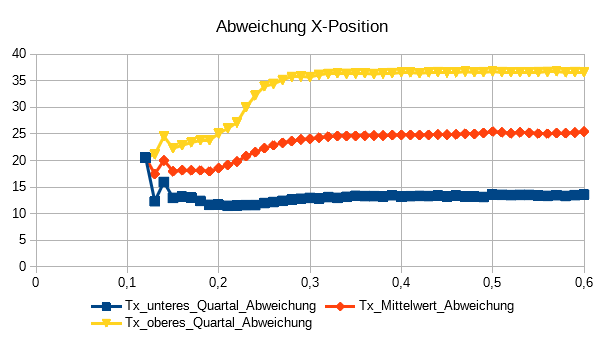 Abweichung X-Position
40
35
30
25
20
15
10
5
0
0 0,1 0,2 0,3 0,4 0,5 0,6
Tx_unteres_Quartal_Abweichung Tx_Mittelwert_Abweichung
Tx_oberes_Quartal_Abweichung